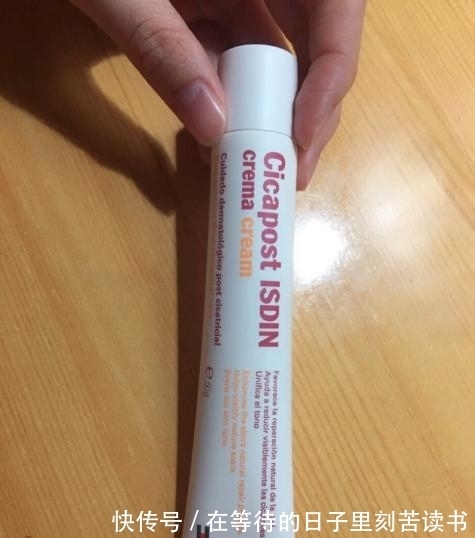 Cicapost ISDIN
crema cream
Cuidado dermatológico post cicatricial
Favorece la reparación natural de la
Ayuda a reducir visiblemente las
Unifica el tono
Enhances the skin's natural repair
Helps visibly reduce scars.
Evens out skin tone
℮ 50g
快传号 / 在等待的日子里刻苦读书